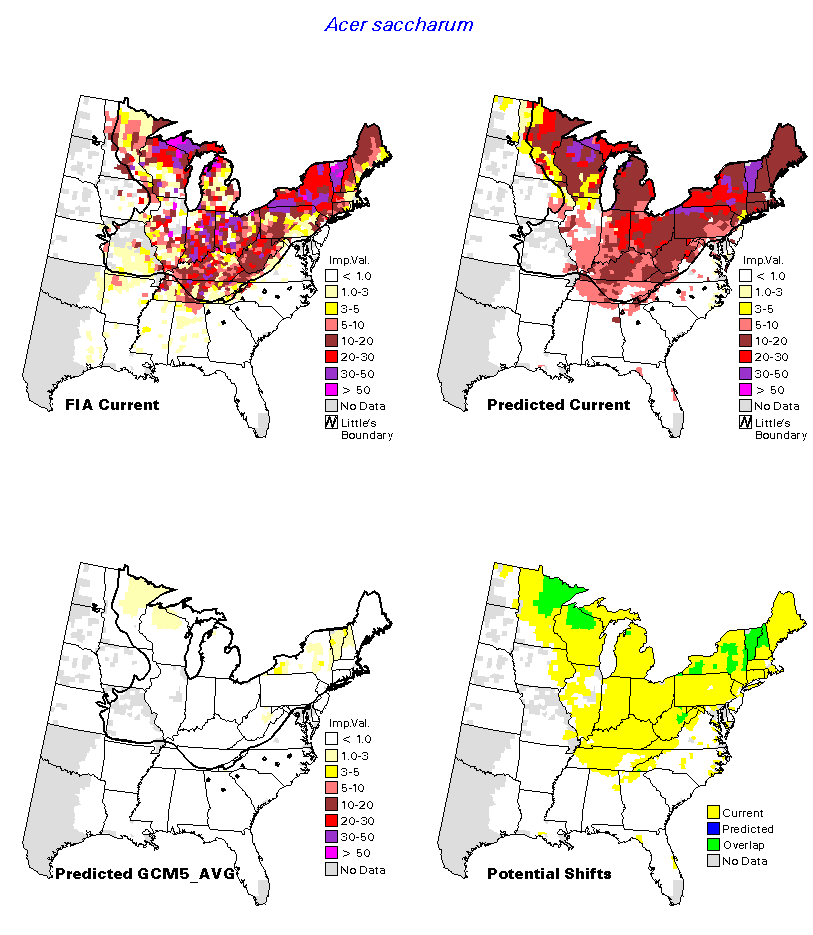 Acer saccharum
Imp.Val.
< 1.0
1.0-3
3-5
5-10
10-20
20-30
30-50
> 50
No Data
Little's
Boundary
FIA Current
Imp.Val.
< 1.0
1.0-3
3-5
5-10
10-20
20-30
30-50
> 50
No Data
Little's
Boundary
Predicted Current
Imp.Val.
< 1.0
1.0-3
3-5
5-10
10-20
20-30
30-50
> 50
No Data
Predicted GCM5_AVG
Current
Predicted
Overlap
No Data
Potential Shifts